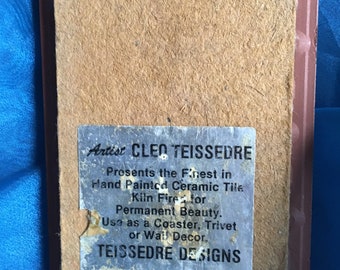 Artist CLEO TEISSEDRE
Presents the Finest in
Hand Painted Ceramic Tile
Kiln Fired for
Permanent Beauty.
Use as a Coaster, Trivet
or Wall Decor.
TEISSEDRE DESIGNS